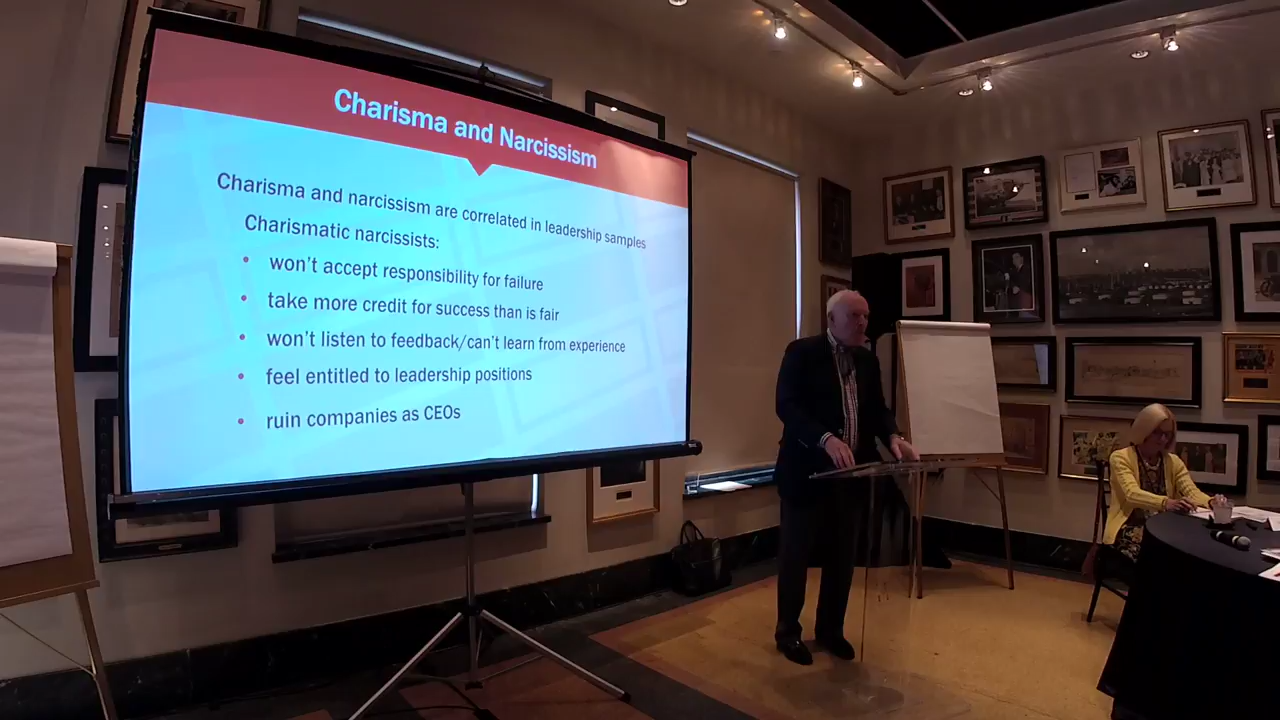 Charisma and Narcissism
Charisma and narcissism are correlated in leadership samples
Charismatic narcissists:
• won't accept responsibility for failure
• take more credit for success than is fair
• won't listen to feedback/can't learn from experience
• feel entitled to leadership positions
• ruin companies as CEOs